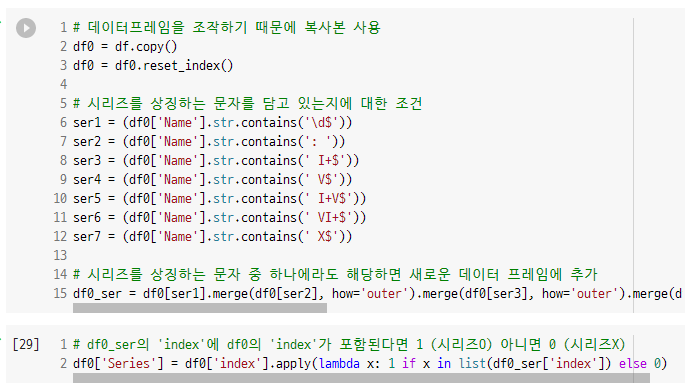 1 # 데이터프레임을 조작하기 때문에 복사본 사용
2 df0 = df.copy()
3 df0 = df0.reset_index()
4
5 # 시리즈를 상징하는 문자를 담고 있는지에 대한 조건
6 ser1 = (df0['Name'].str.contains('\d$'))
7 ser2 = (df0['Name'].str.contains(': '))
8 ser3 = (df0['Name'].str.contains(' I+$'))
9 ser4 = (df0['Name'].str.contains(' V$'))
10 ser5 = (df0['Name'].str.contains(' I+V$'))
11 ser6 = (df0['Name'].str.contains(' VI+$'))
12 ser7 = (df0['Name'].str.contains(' X$'))
13
14 # 시리즈를 상징하는 문자 중 하나에라도 해당하면 새로운 데이터 프레임에 추가
15 df0_ser = df0[ser1].merge(df0[ser2], how='outer').merge(df0[ser3], how='outer').merge(d
[29] 1 # df0_ser의 'index'에 df0의 'index'가 포함된다면 1 (시리즈O) 아니면 0 (시리즈X)
2 df0['Series'] = df0['index'].apply(lambda x: 1 if x in list(df0_ser['index']) else 0)